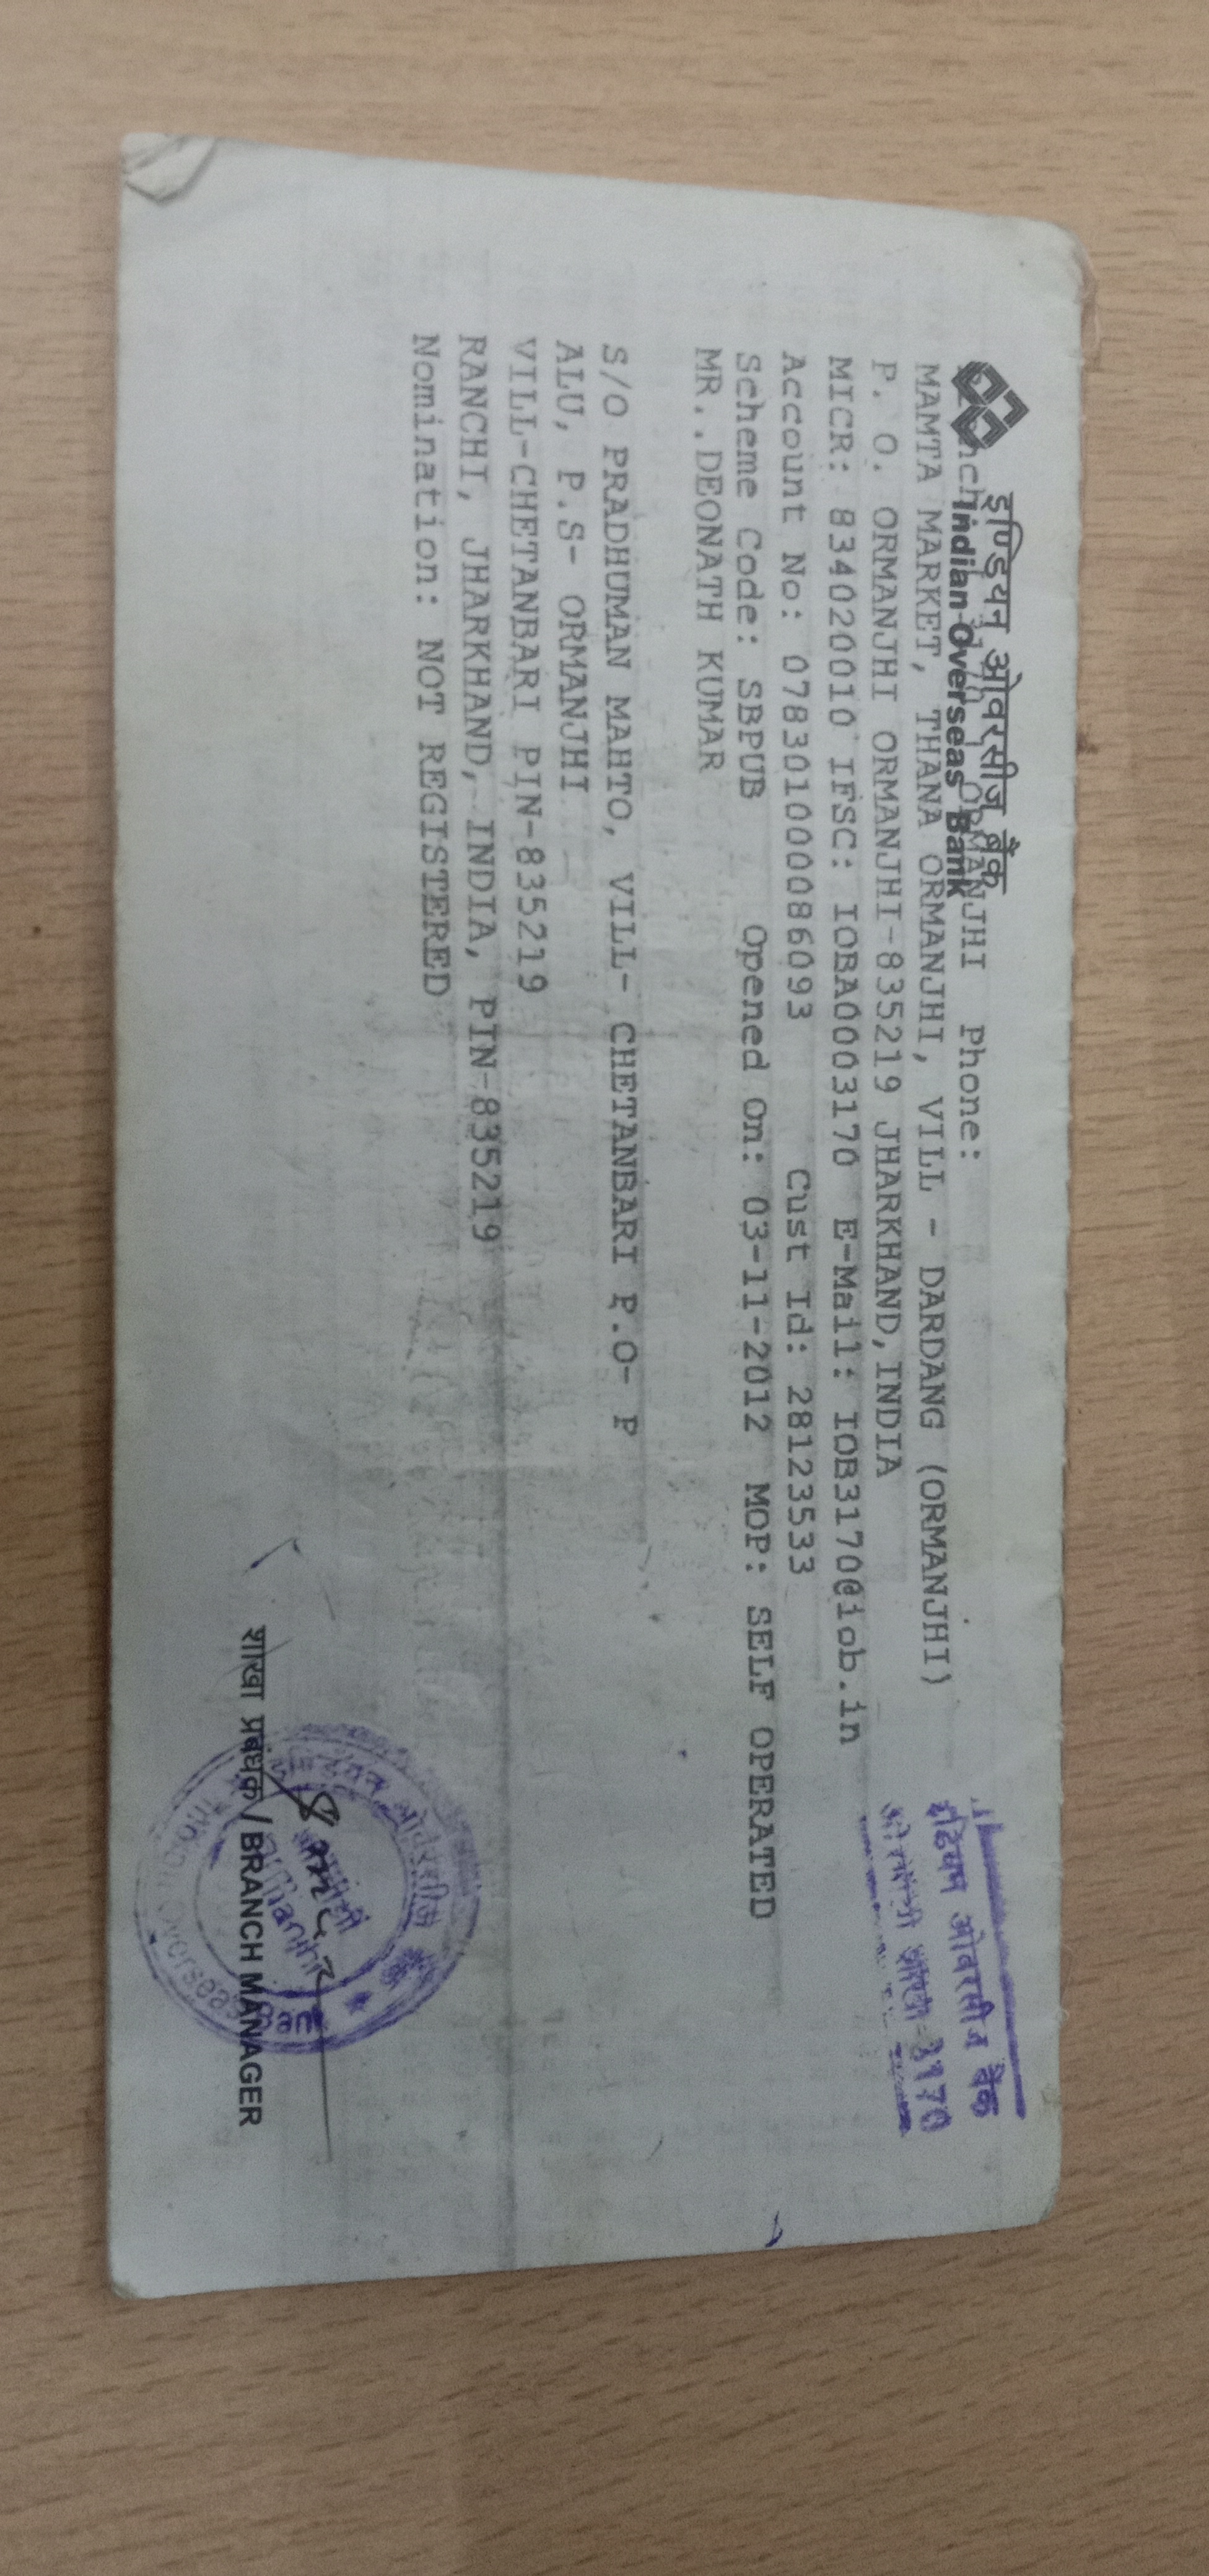 इण्डियन ओवरसीज बैंक
Indian Overseas Bank
ORMANJHI Phone:
MAMTA MARKET, THANA ORMANJHI, VILL - DARDANG (ORMANJHI)
P. O. ORMANJHI ORMANJHI-835219 JHARKHAND,INDIA
MICR: 834020010 IFSC: IOBA0003170 E-Mail: IOB3170@iob.in
Account No: 078301000086093 Cust Id: 28123533
Scheme Code: SBPUB Opened On: 03-11-2012 MOP: SELF OPERATED
MR..DEONATH KUMAR
S/O PRADHUMAN MAHTO, VILL- CHETANBARI P.O- P
ALU, P.S- ORMANJHI
VILL-CHETANBARI PIN-835219
RANCHI, JHARKHAND, INDIA, PIN-835219
Nomination: NOT REGISTERED
इंडियन ओवरसीज बैंक
3170
शाखा प्रबंधक / BRANCH MANAGER